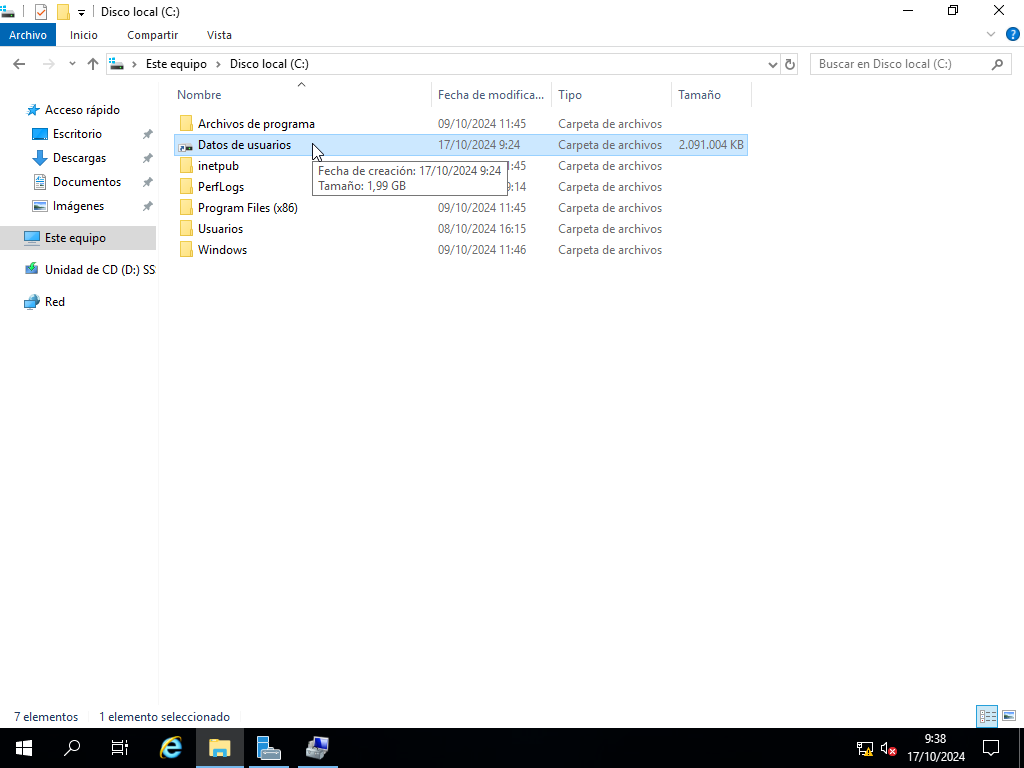 Disco local (C:)
Archivo Inicio Compartir Vista
Este equipo Disco local (C:)
Buscar en Disco local (C:)
Nombre Fecha de modifica... Tipo Tamaño
Acceso rápido
Escritorio
Descargas
Documentos
Imágenes
Este equipo
Unidad de CD (D:) SS
Red
Archivos de programa 09/10/2024 11:45 Carpeta de archivos
Datos de usuarios 17/10/2024 9:24 Carpeta de archivos 2.091.004 KB
inetpub :45 Carpeta de archivos
PerfLogs 9:14 Carpeta de archivos
Program Files (x86) 09/10/2024 11:45 Carpeta de archivos
Usuarios 08/10/2024 16:15 Carpeta de archivos
Windows 09/10/2024 11:46 Carpeta de archivos
Fecha de creación: 17/10/2024 9:24
Tamaño: 1,99 GB
7 elementos 1 elemento seleccionado
9:38
17/10/2024